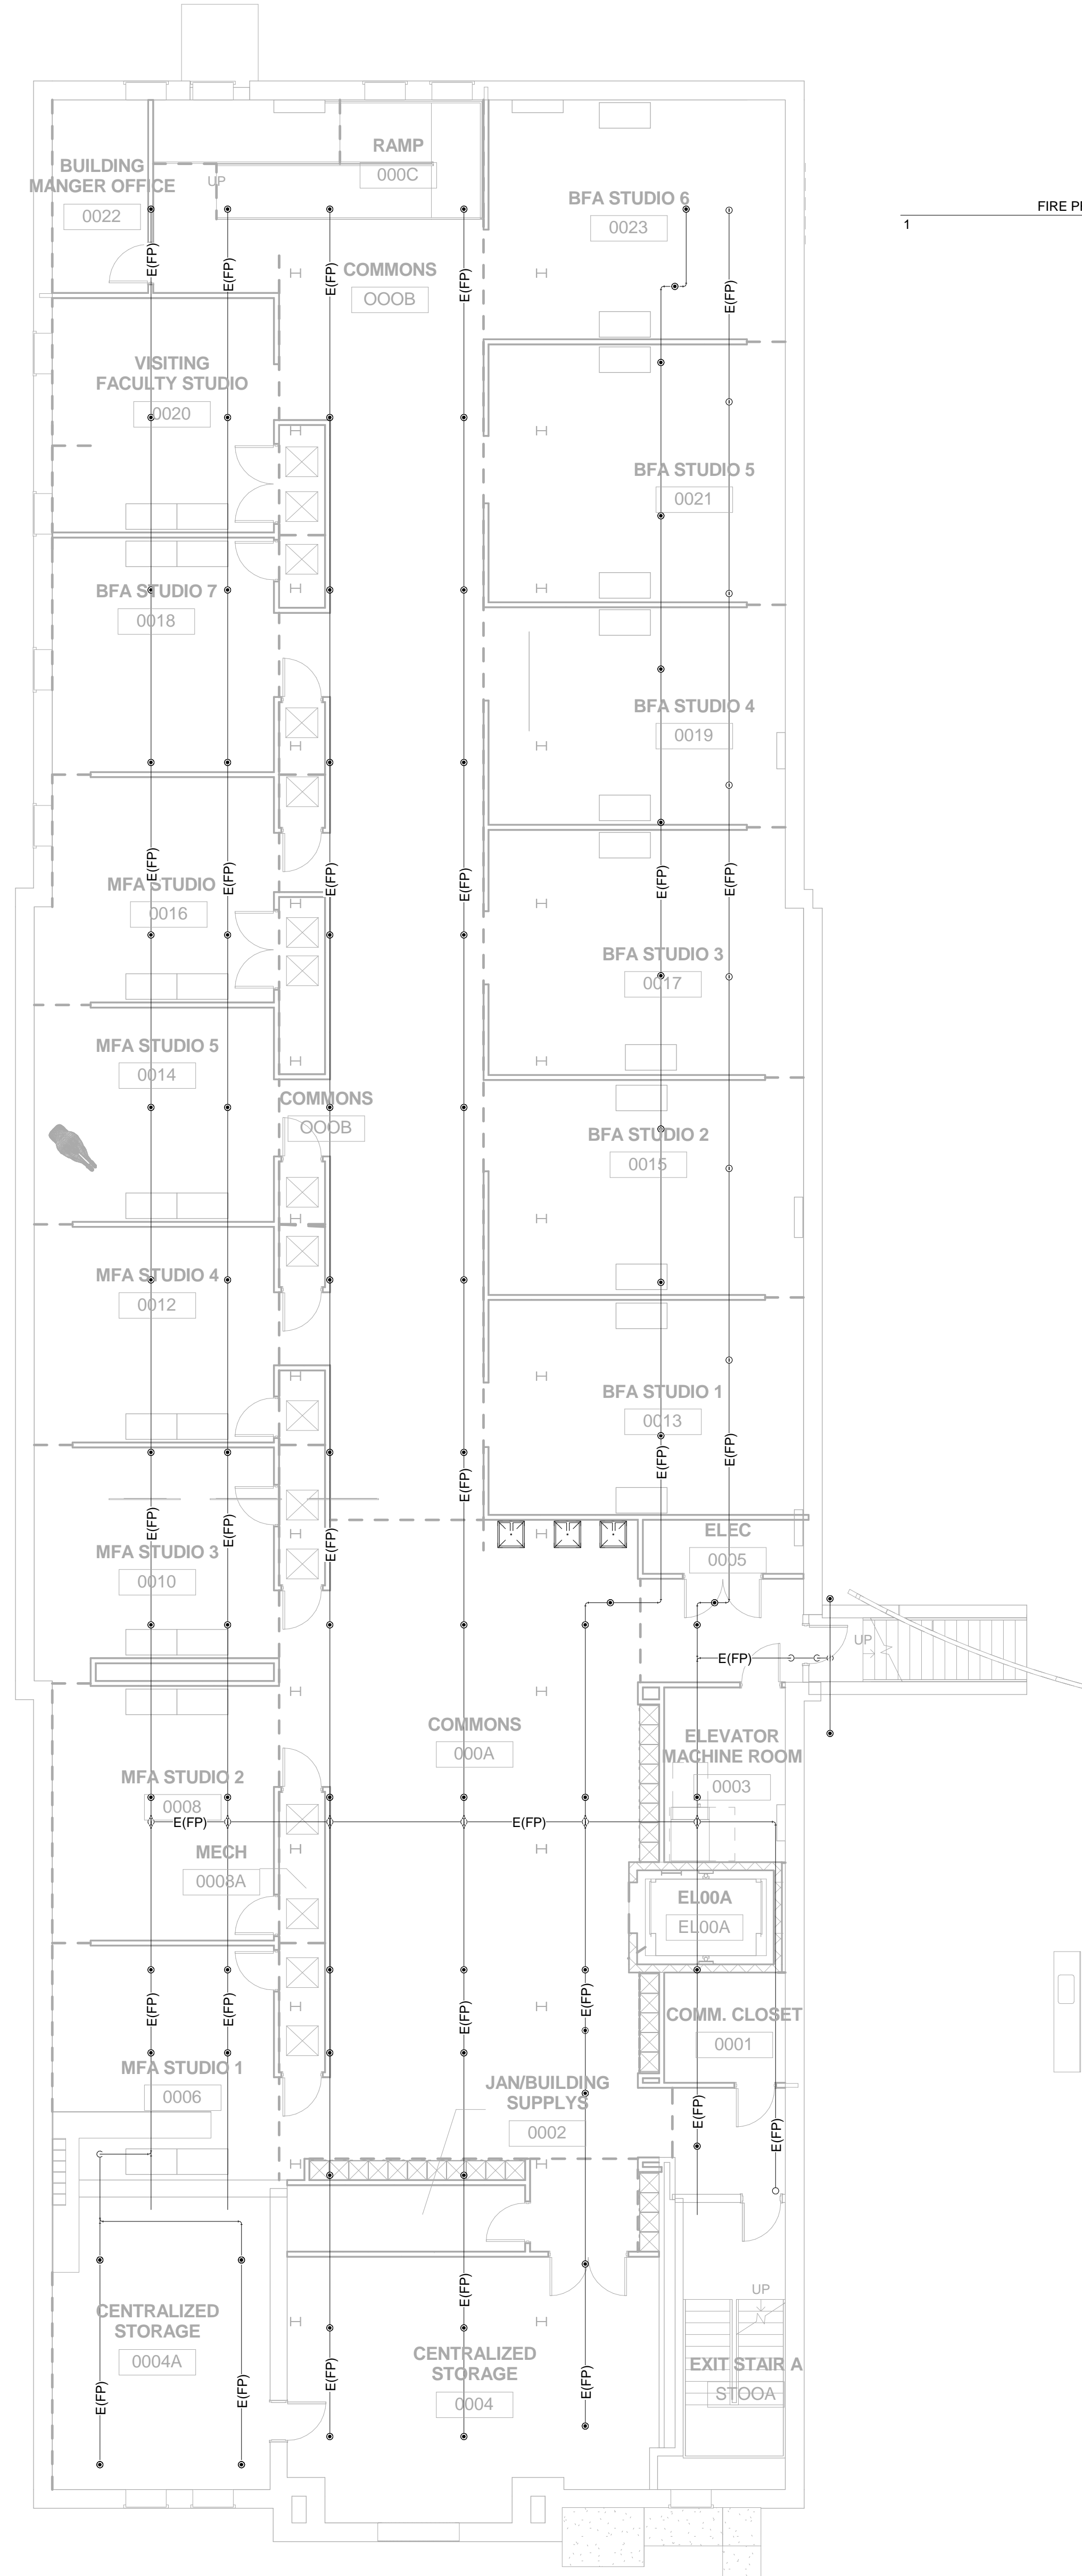 RAMP
000C
BUILDING
MANGER OFFICE
0022
UP
BFA STUDIO 6
0023
FIRE P
1
E(FP)
E(FP)
E(FP)
E(FP)
E(FP)
COMMONS
OOOB
VISITING
FACULTY STUDIO
0020
BFA STUDIO 5
0021
BFA STUDIO 7
0018
BFA STUDIO 4
0019
E(FP)
E(FP)
E(FP)
E(FP)
E(FP)
E(FP)
MFA STUDIO
0016
BFA STUDIO 3
0017
MFA STUDIO 5
0014
COMMONS
OOOB
BFA STUDIO 2
0015
MFA STUDIO 4
0012
BFA STUDIO 1
0013
E(FP)
E(FP)
E(FP)
E(FP)
E(FP)
E(FP)
MFA STUDIO 3
0010
ELEC
0005
E(FP)
UP
COMMONS
000A
ELEVATOR
MACHINE ROOM
0003
MFA STUDIO 2
0008
E(FP)
E(FP)
MECH
0008A
EL00A
EL00A
E(FP)
E(FP)
E(FP)
E(FP)
COMM. CLOSET
0001
MFA STUDIO 1
0006
JAN/BUILDING
SUPPLYS
0002
E(FP)
E(FP)
E(FP)
UP
CENTRALIZED
STORAGE
0004A
CENTRALIZED
STORAGE
0004
EXIT STAIR A
STOOA
E(FP)
E(FP)
E(FP)
E(FP)